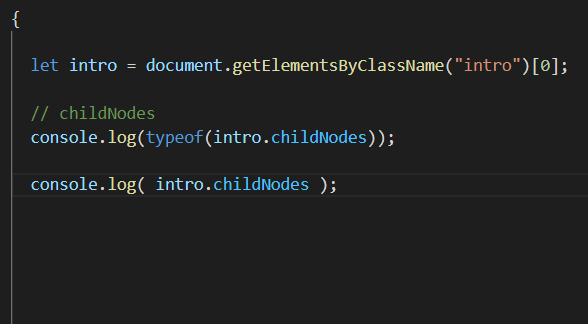 {
let intro = document.getElementsByClassName("intro")[0];
// childNodes
console.log(typeof(intro.childNodes));
console.log( intro.childNodes );